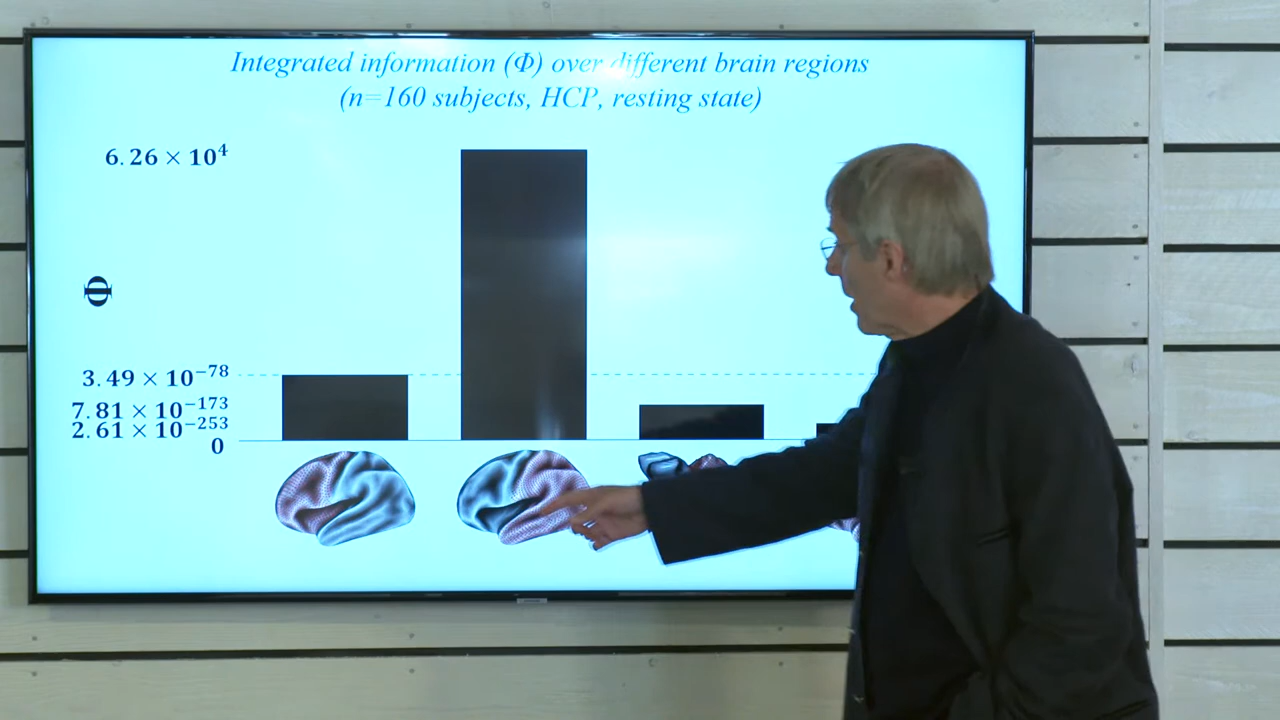 Integrated information (Φ) over different brain regions
(n=160 subjects, HCP, resting state)
6.26 × 10⁴
Φ
3.49 × 10⁻⁷⁸
7.81 × 10⁻¹⁷³
2.61 × 10⁻²⁵³
0